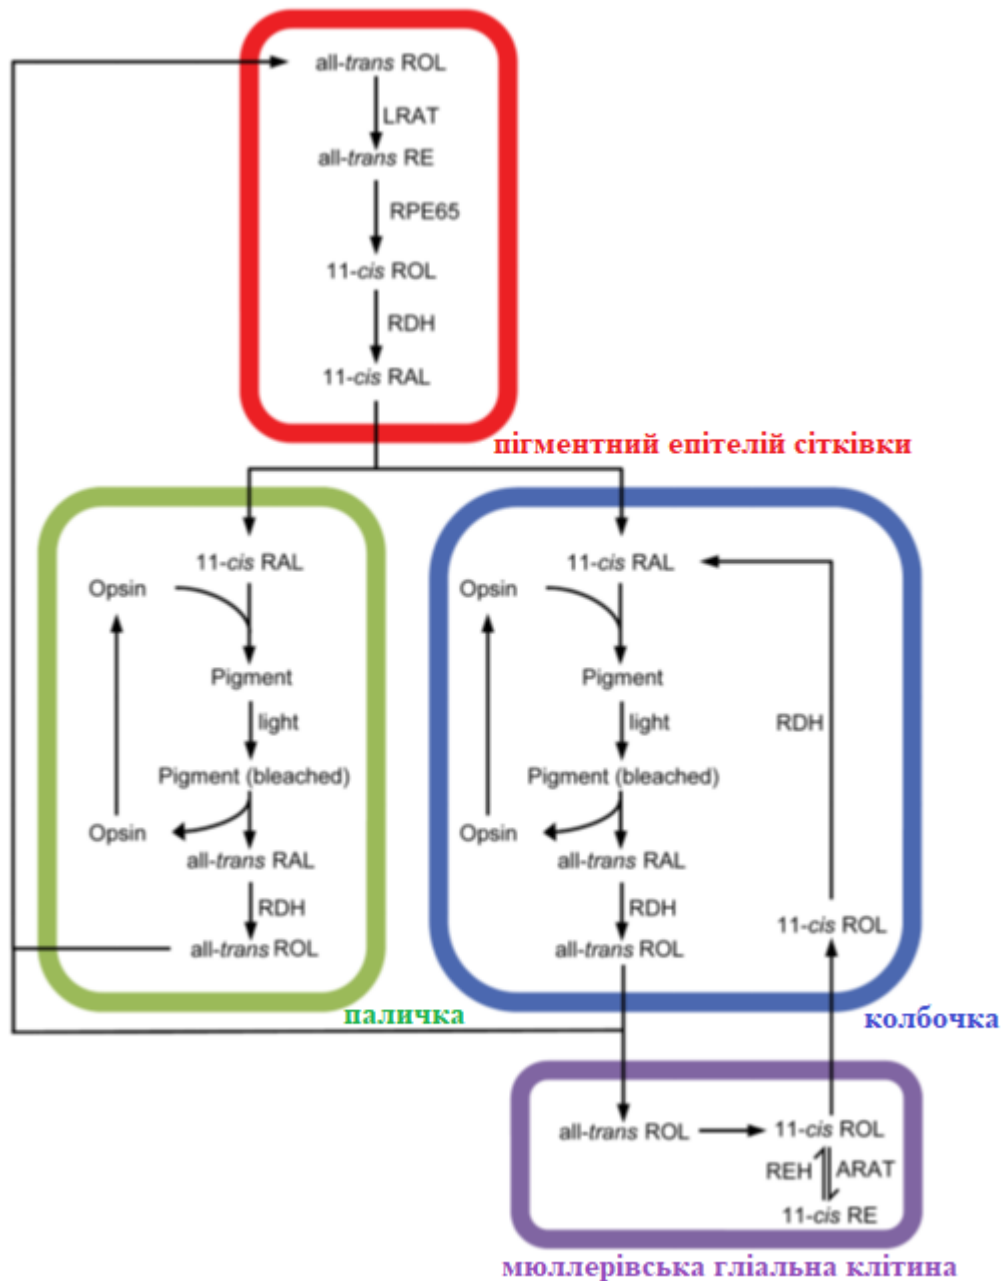 all-trans ROL
LRAT
all-trans RE
RPE65
11-cis ROL
RDH
11-cis RAL
пігментний епітелій сітківки
11-cis RAL
Opsin
Pigment
light
Pigment (bleached)
Opsin
all-trans RAL
RDH
all-trans ROL
паличка
11-cis RAL
Opsin
Pigment
light
RDH
Pigment (bleached)
Opsin
all-trans RAL
RDH
11-cis ROL
all-trans ROL
колбочка
all-trans ROL
11-cis ROL
REH
ARAT
11-cis RE
мюллерівська гліальна клітина